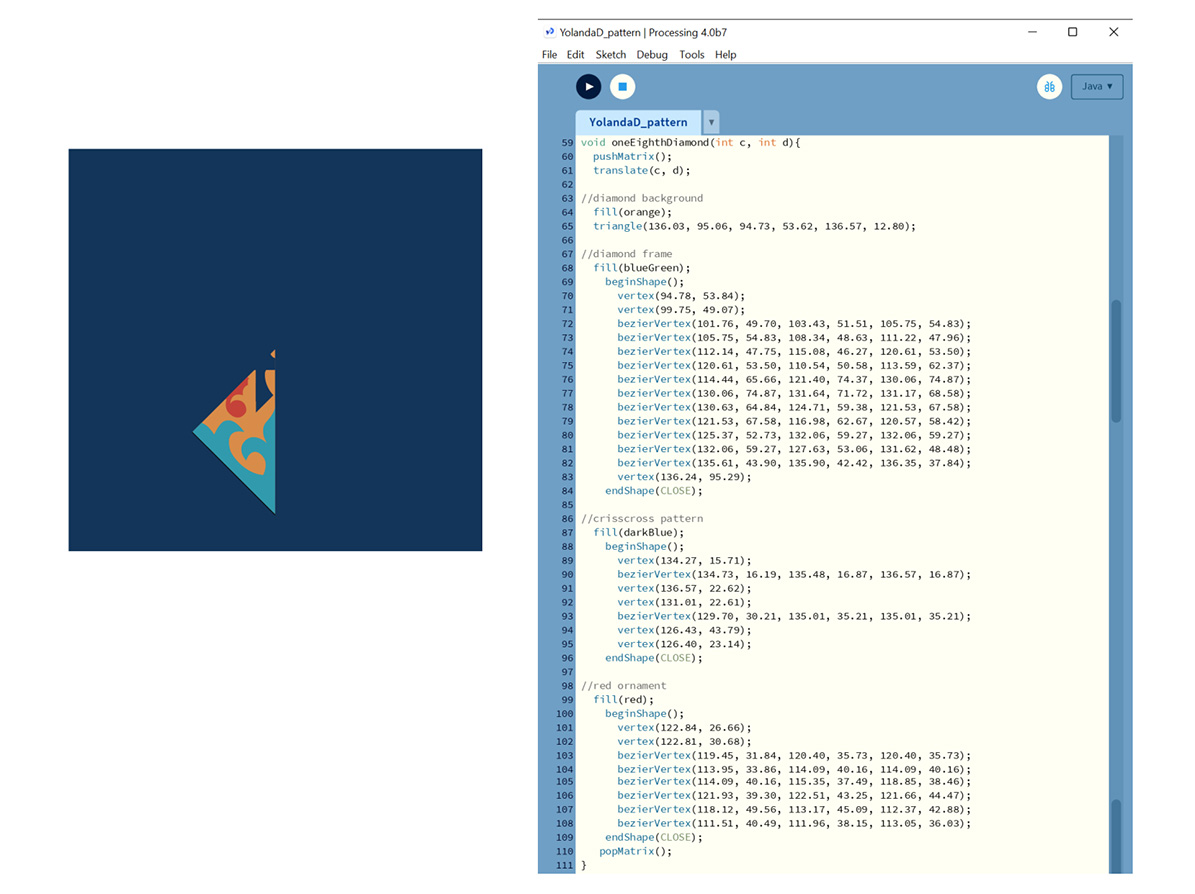 YolandaD_pattern | Processing 4.0b7
File Edit Sketch Debug Tools Help
Java ▾
YolandaD_pattern ▾
59 void oneEighthDiamond(int c, int d){
60 pushMatrix();
61 translate(c, d);
62
63 //diamond background
64 fill(orange);
65 triangle(136.03, 95.06, 94.73, 53.62, 136.57, 12.80);
66
67 //diamond frame
68 fill(blueGreen);
69 beginShape();
70 vertex(94.78, 53.84);
71 vertex(99.75, 49.07);
72 bezierVertex(101.76, 49.70, 103.43, 51.51, 105.75, 54.83);
73 bezierVertex(105.75, 54.83, 108.34, 48.63, 111.22, 47.96);
74 bezierVertex(112.14, 47.75, 115.08, 46.27, 120.61, 53.50);
75 bezierVertex(120.61, 53.50, 110.54, 50.58, 113.59, 62.37);
76 bezierVertex(114.44, 65.66, 121.40, 74.37, 130.06, 74.87);
77 bezierVertex(130.06, 74.87, 131.64, 71.72, 131.17, 68.58);
78 bezierVertex(130.63, 64.84, 124.71, 59.38, 121.53, 67.58);
79 bezierVertex(121.53, 67.58, 116.98, 62.67, 120.57, 58.42);
80 bezierVertex(125.37, 52.73, 132.06, 59.27, 132.06, 59.27);
81 bezierVertex(132.06, 59.27, 127.63, 53.06, 131.62, 48.48);
82 bezierVertex(135.61, 43.90, 135.90, 42.42, 136.35, 37.84);
83 vertex(136.24, 95.29);
84 endShape(CLOSE);
85
86 //crisscross pattern
87 fill(darkBlue);
88 beginShape();
89 vertex(134.27, 15.71);
90 bezierVertex(134.73, 16.19, 135.48, 16.87, 136.57, 16.87);
91 vertex(136.57, 22.62);
92 vertex(131.01, 22.61);
93 bezierVertex(129.70, 30.21, 135.01, 35.21, 135.01, 35.21);
94 vertex(126.43, 43.79);
95 vertex(126.40, 23.14);
96 endShape(CLOSE);
97
98 //red ornament
99 fill(red);
100 beginShape();
101 vertex(122.84, 26.66);
102 vertex(122.81, 30.68);
103 bezierVertex(119.45, 31.84, 120.40, 35.73, 120.40, 35.73);
104 bezierVertex(113.95, 33.86, 114.09, 40.16, 114.09, 40.16);
105 bezierVertex(114.09, 40.16, 115.35, 37.49, 118.85, 38.46);
106 bezierVertex(121.93, 39.30, 122.51, 43.25, 121.66, 44.47);
107 bezierVertex(118.12, 49.56, 113.17, 45.09, 112.37, 42.88);
108 bezierVertex(111.51, 40.49, 111.96, 38.15, 113.05, 36.03);
109 endShape(CLOSE);
110 popMatrix();
111 }